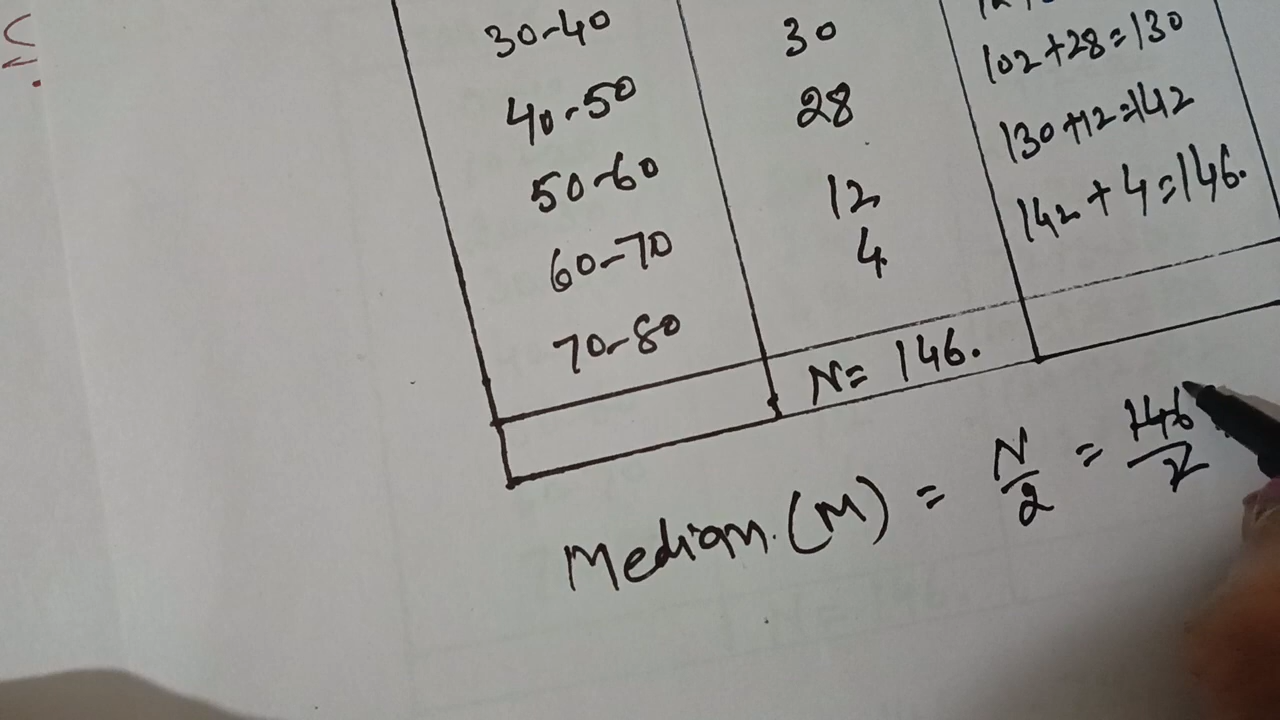 30-40 30
40-50 28 102+28=130
50-60 12 130+12=142
60-70 4 142+4=146.
70-80
N= 146.
Median. (M) = N/2 = 146/2